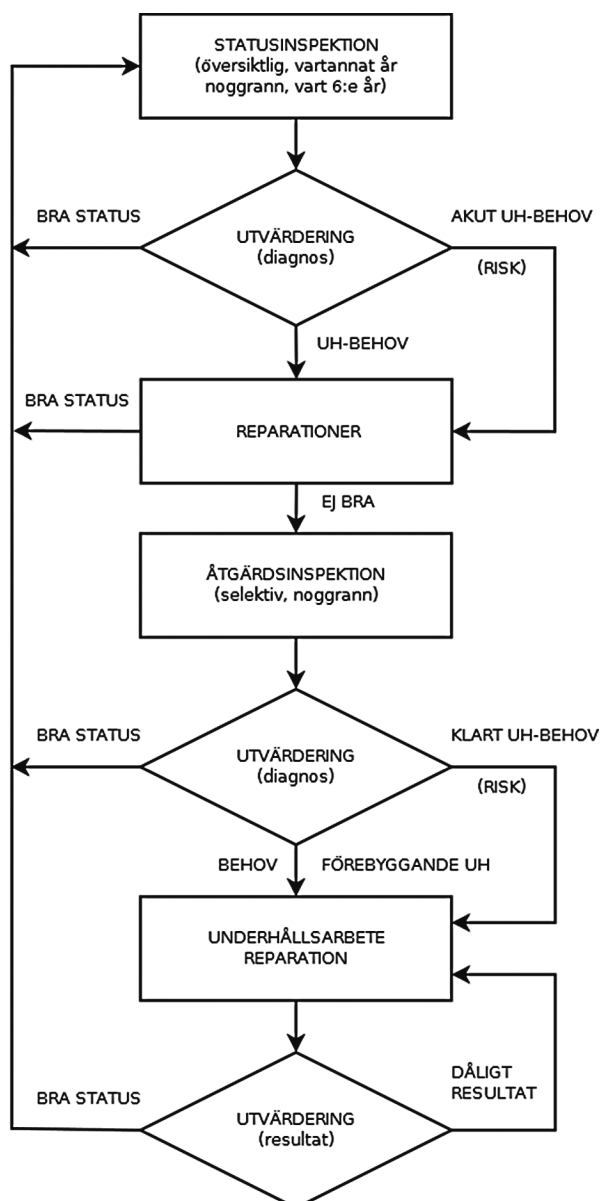 STATUSINSPEKTION
(översiktlig, vartannat år
noggrann, vart 6:e år)
BRA STATUS
UTVÄRDERING
(diagnos)
AKUT UH-BEHOV
(RISK)
UH-BEHOV
BRA STATUS
REPARATIONER
EJ BRA
ÅTGÄRDSINSPEKTION
(selektiv, noggrann)
BRA STATUS
UTVÄRDERING
(diagnos)
KLART UH-BEHOV
(RISK)
BEHOV
FÖREBYGGANDE UH
UNDERHÅLLSARBETE
REPARATION
DÅLIGT
RESULTAT
BRA STATUS
UTVÄRDERING
(resultat)